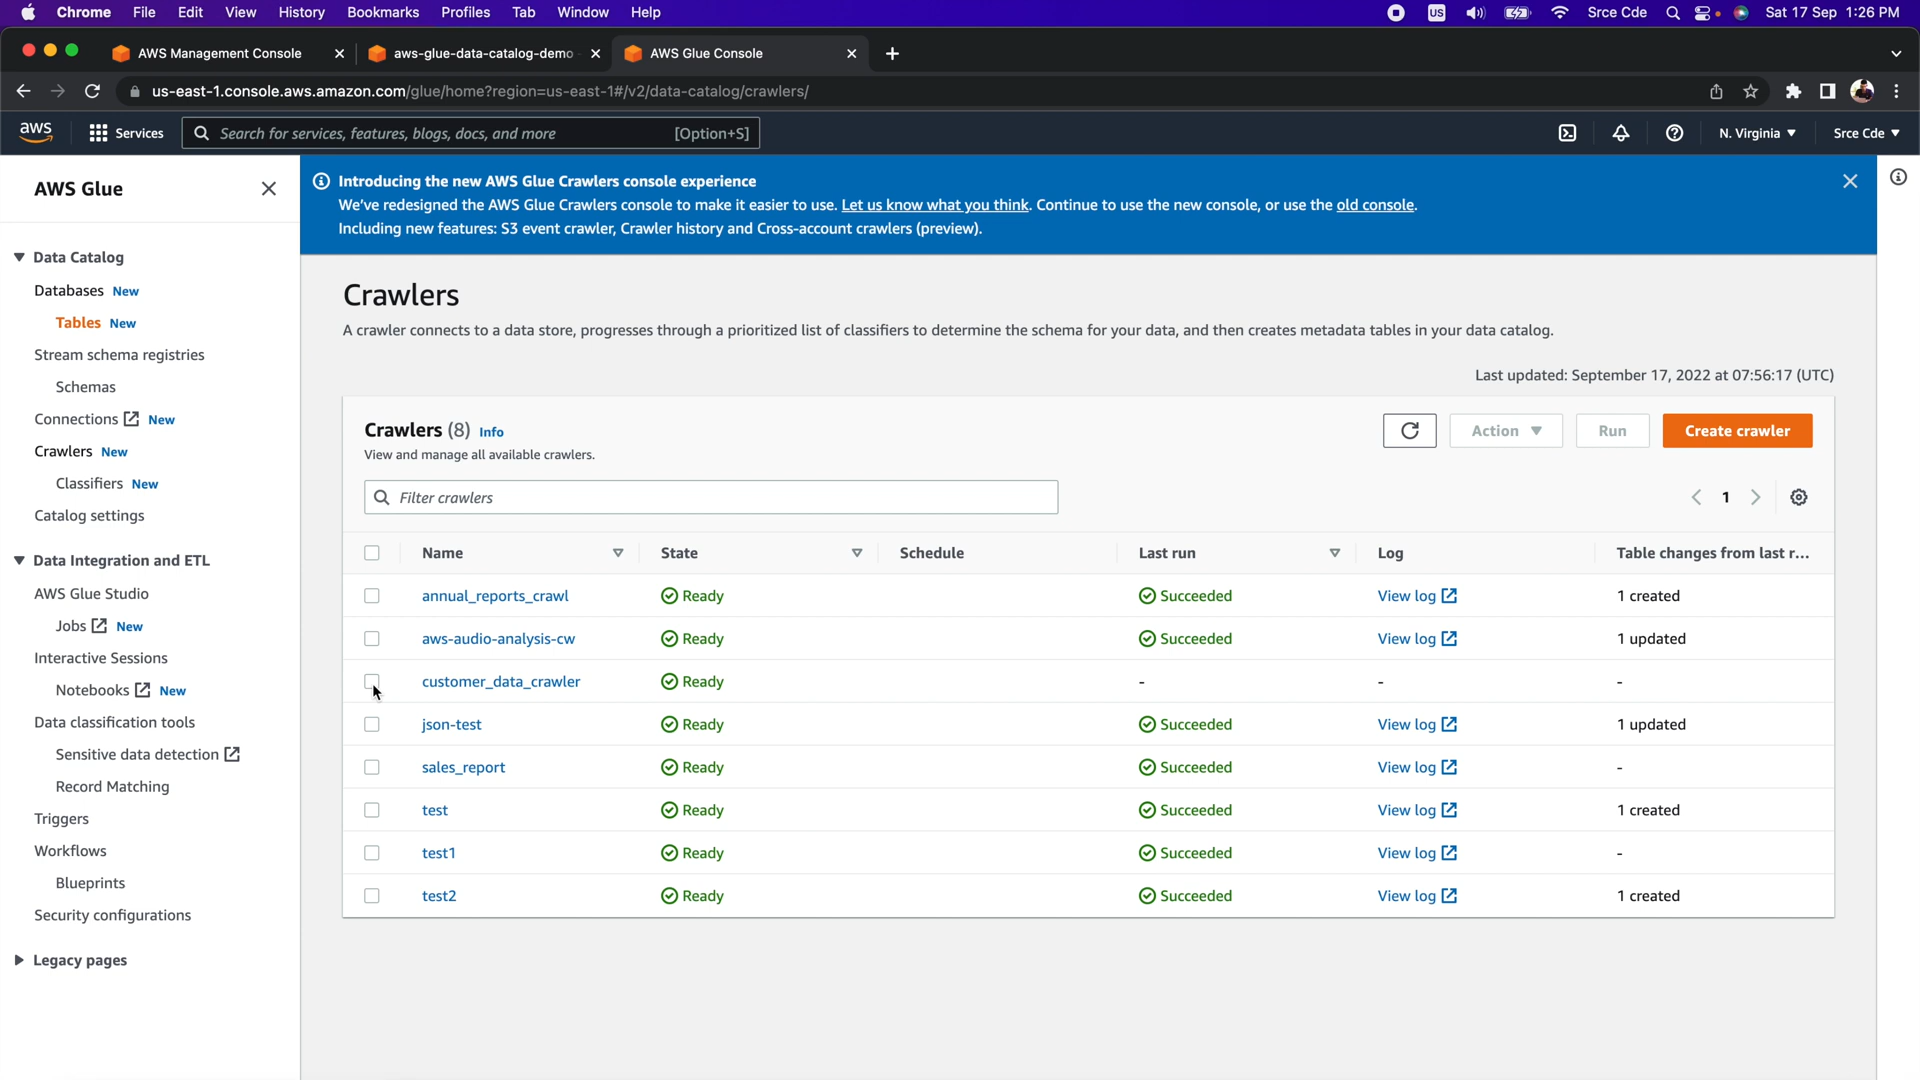 Chrome File Edit View History Bookmarks Profiles Tab Window Help US Srce Cde Sat 17 Sep 1:26 PM
AWS Management Console aws-glue-data-catalog-demo AWS Glue Console
us-east-1.console.aws.amazon.com/glue/home?region=us-east-1#/v2/data-catalog/crawlers/
aws Services Search for services, features, blogs, docs, and more [Option+S] N. Virginia Srce Cde
AWS Glue
Data Catalog
Databases New
Tables New
Stream schema registries
Schemas
Connections New
Crawlers New
Classifiers New
Catalog settings
Data Integration and ETL
AWS Glue Studio
Jobs New
Interactive Sessions
Notebooks New
Data classification tools
Sensitive data detection
Record Matching
Triggers
Workflows
Blueprints
Security configurations
Legacy pages
Introducing the new AWS Glue Crawlers console experience
We've redesigned the AWS Glue Crawlers console to make it easier to use. Let us know what you think. Continue to use the new console, or use the old console.
Including new features: S3 event crawler, Crawler history and Cross-account crawlers (preview).
Crawlers
A crawler connects to a data store, progresses through a prioritized list of classifiers to determine the schema for your data, and then creates metadata tables in your data catalog.
Last updated: September 17, 2022 at 07:56:17 (UTC)
Crawlers (8) Info
View and manage all available crawlers.
Action Run Create crawler
Filter crawlers
1
Name State Schedule Last run Log Table changes from last r...
annual_reports_crawl Ready Succeeded View log 1 created
aws-audio-analysis-cw Ready Succeeded View log 1 updated
customer_data_crawler Ready - - -
json-test Ready Succeeded View log 1 updated
sales_report Ready Succeeded View log -
test Ready Succeeded View log 1 created
test1 Ready Succeeded View log -
test2 Ready Succeeded View log 1 created